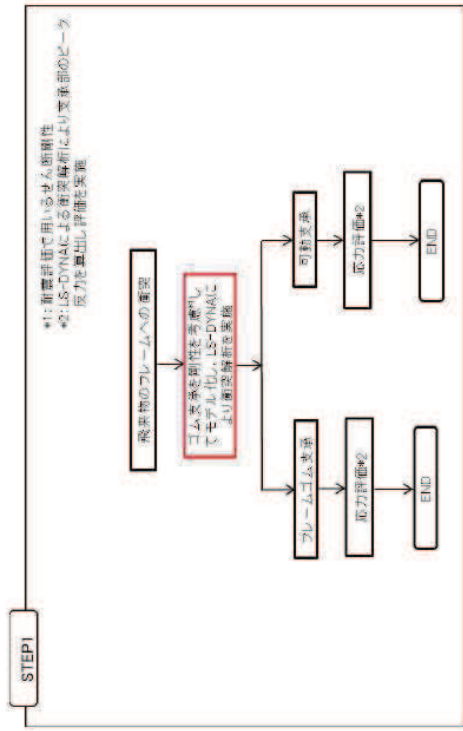 STEP1
*1:耐震評価で用いるせん断剛性
*2:LS-DYNAによる衝突解析により支承部のピーク
反力を算出し評価を実施
飛来物のフレームへの衝突
ゴム支承を剛性を考慮*1し
てモデル化し、LS-DYNAに
より衝突解析を実施
フレームゴム支承
可動支承
応力評価*2
応力評価*2
END
END